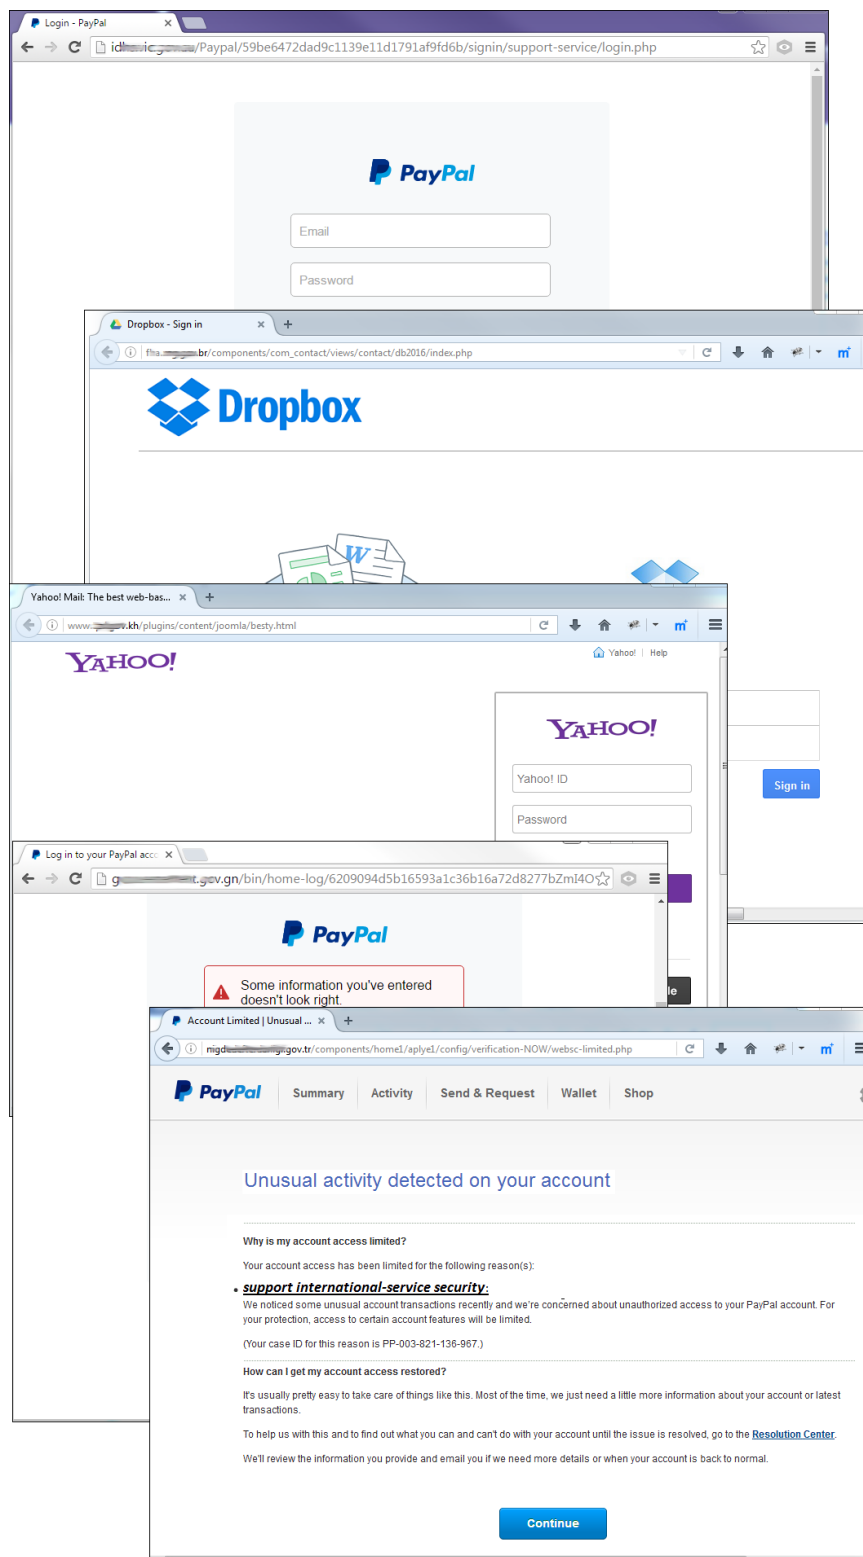 Login - PayPal
/Paypal/59be6472dad9c1139e11d1791af9fd6b/signin/support-service/login.php
PayPal
Email
Password
Dropbox - Sign in
br/components/com_contact/views/contact/db2016/index.php
Dropbox
W
Yahoo! Mail: The best web-bas...
www. .kh/plugins/content/joomla/besty.html
YAHOO!
Yahoo! | Help
YAHOO!
Yahoo! ID
Password
Sign in
Log in to your PayPal acc
.gov.gn/bin/home-log/6209094d5b16593a1c36b16a72d8277bZmI4O
PayPal
Some information you've entered
doesn't look right.
le
Account Limited | Unusual ...
.gov.tr/components/home1/aplye1/config/verification-NOW/websc-limited.php
PayPal Summary Activity Send & Request Wallet Shop
Unusual activity detected on your account
Why is my account access limited?
Your account access has been limited for the following reason(s):
support international-service security:
We noticed some unusual account transactions recently and we're concerned about unauthorized access to your PayPal account. For
your protection, access to certain account features will be limited.
(Your case ID for this reason is PP-003-821-136-967.)
How can I get my account access restored?
It's usually pretty easy to take care of things like this. Most of the time, we just need a little more information about your account or latest
transactions.
To help us with this and to find out what you can and can't do with your account until the issue is resolved, go to the Resolution Center.
We'll review the information you provide and email you if we need more details or when your account is back to normal.
Continue